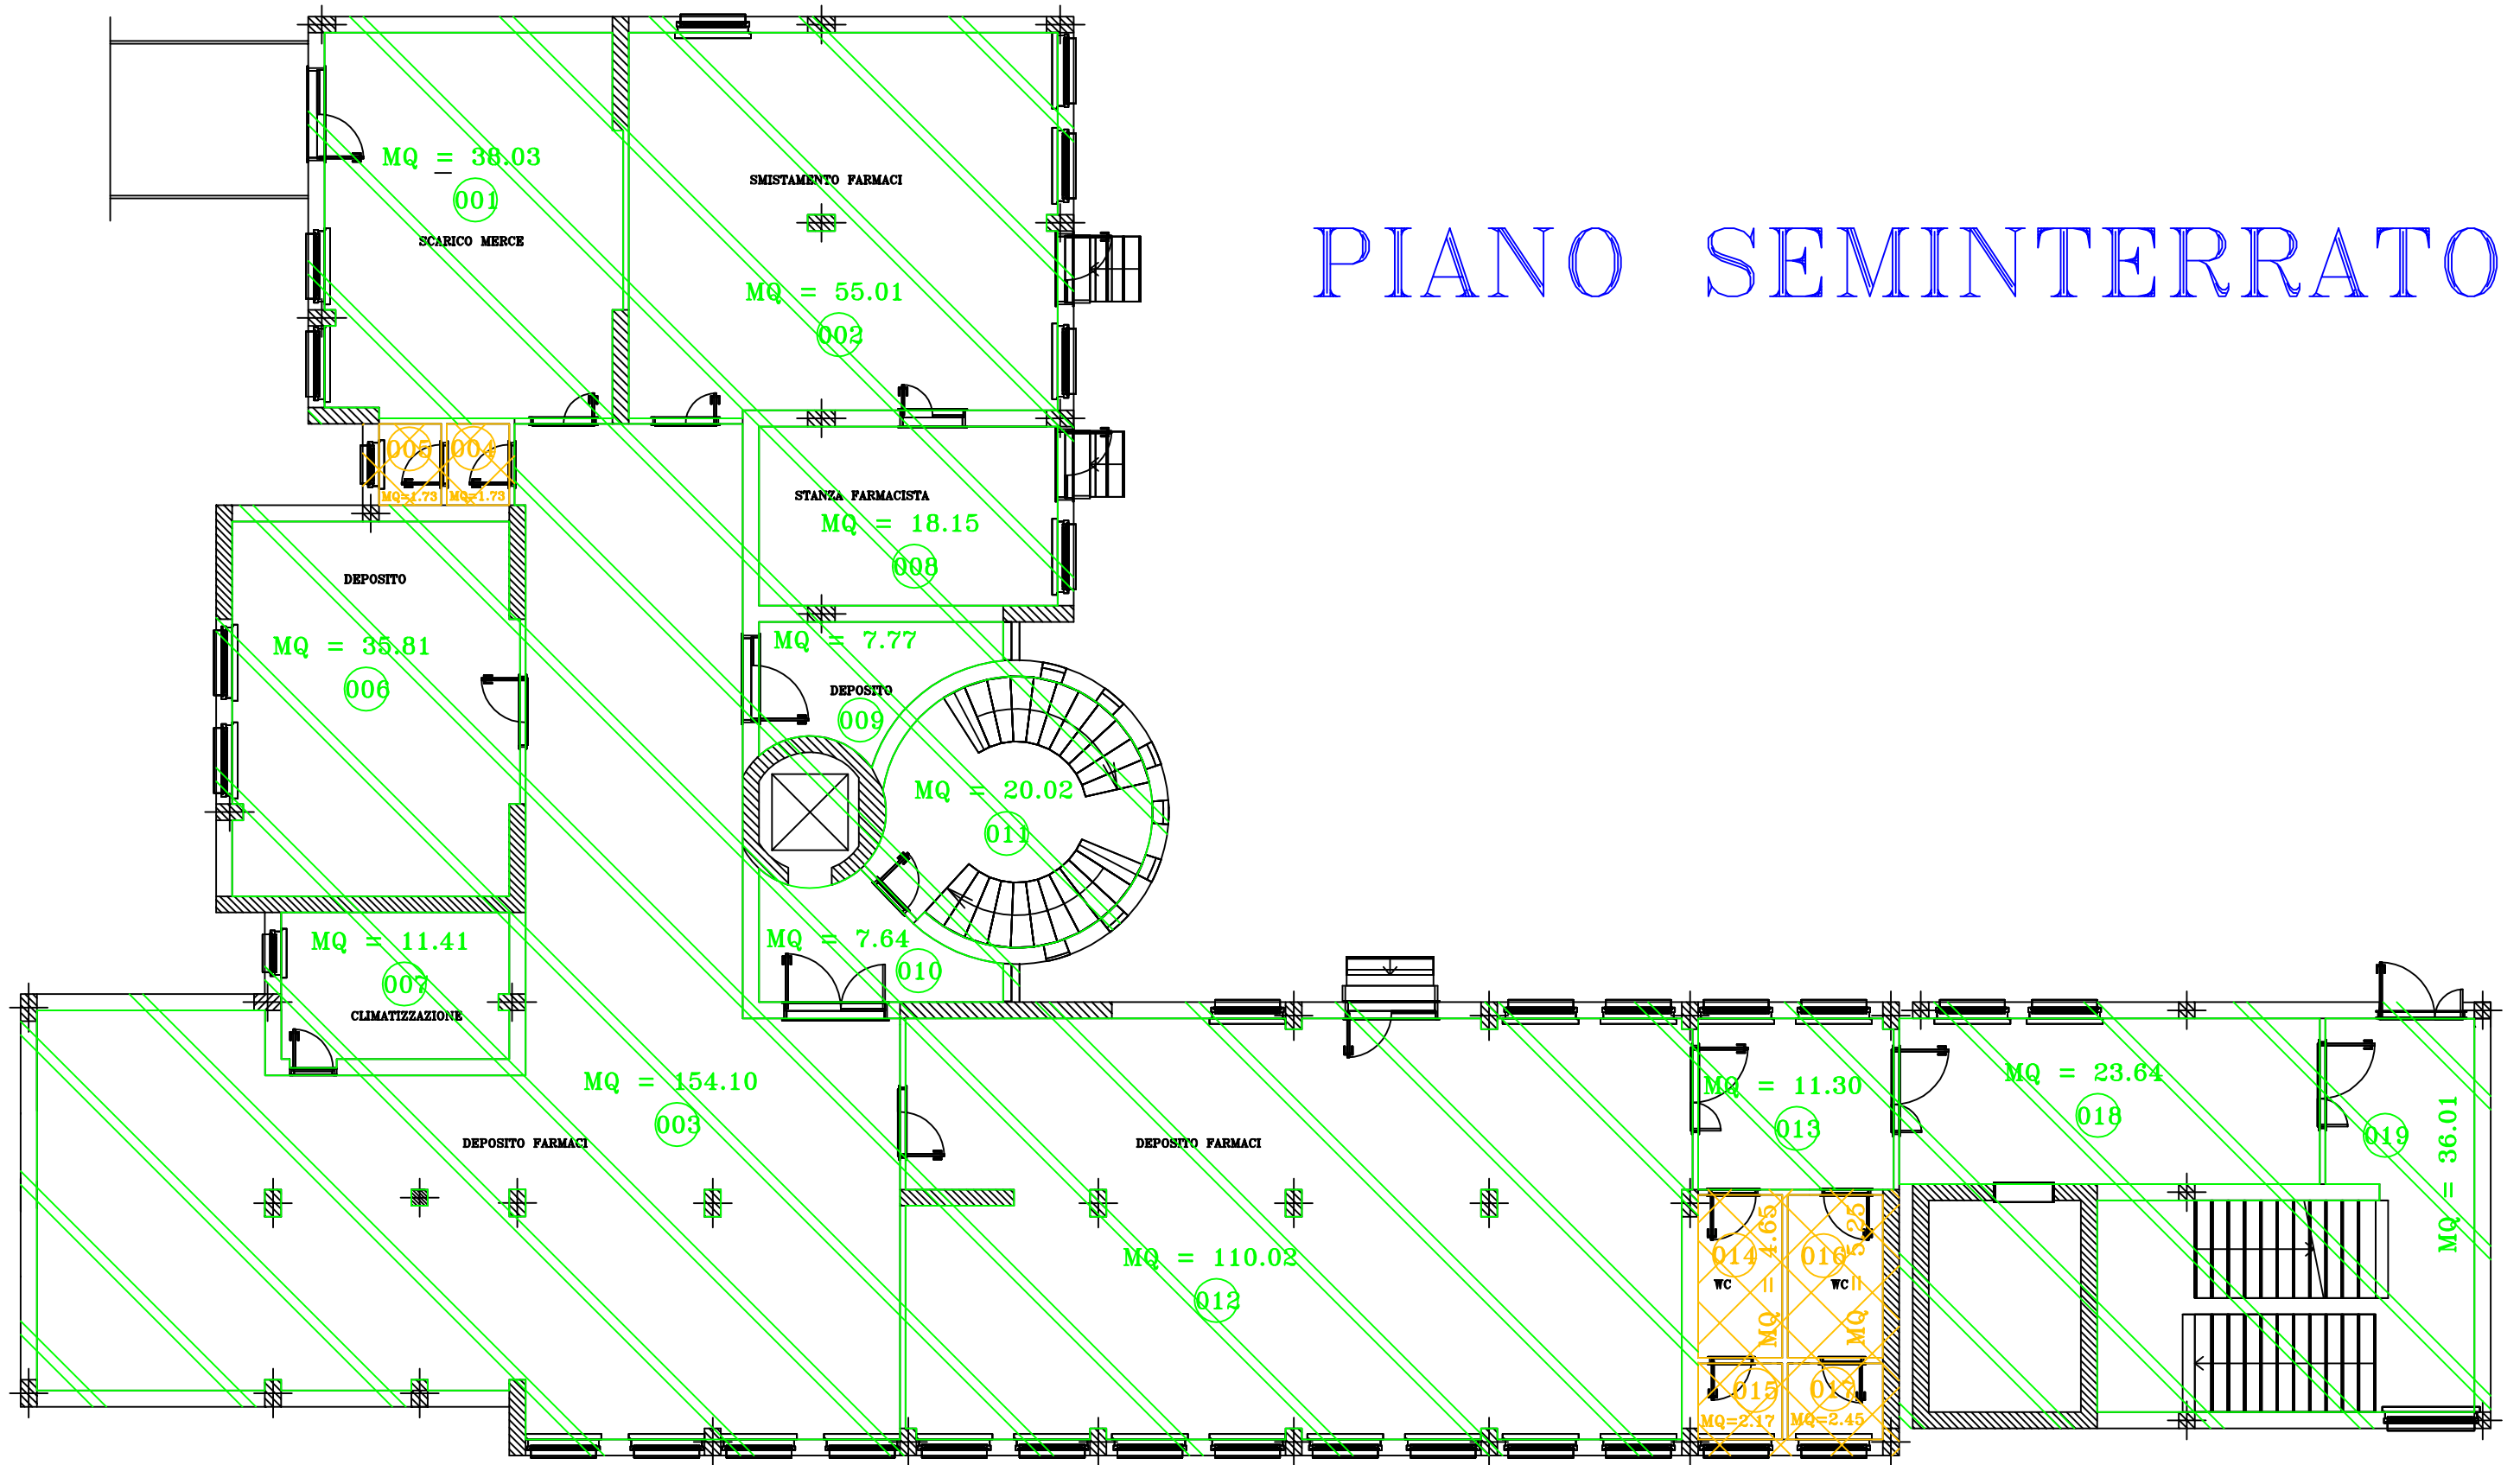 MQ = 38.03
001
SCARICO MERCE
SMISTAMENTO FARMACI
MQ = 55.01
002
PIANO SEMINTERRATO
005
004
MQ=1.73
MQ=1.73
STANZA FARMACISTA
MQ = 18.15
008
DEPOSITO
MQ = 35.81
006
MQ = 7.77
DEPOSITO
009
MQ = 20.02
011
MQ = 7.64
010
MQ = 11.41
007
CLIMATIZZAZIONE
MQ = 154.10
003
DEPOSITO FARMACI
DEPOSITO FARMACI
MQ = 110.02
012
MQ = 11.30
013
MQ = 23.64
018
019
MQ = 36.01
014
WC
MQ = 4.65
016
WC
MQ = 5.25
015
MQ=2.17
017
MQ=2.45